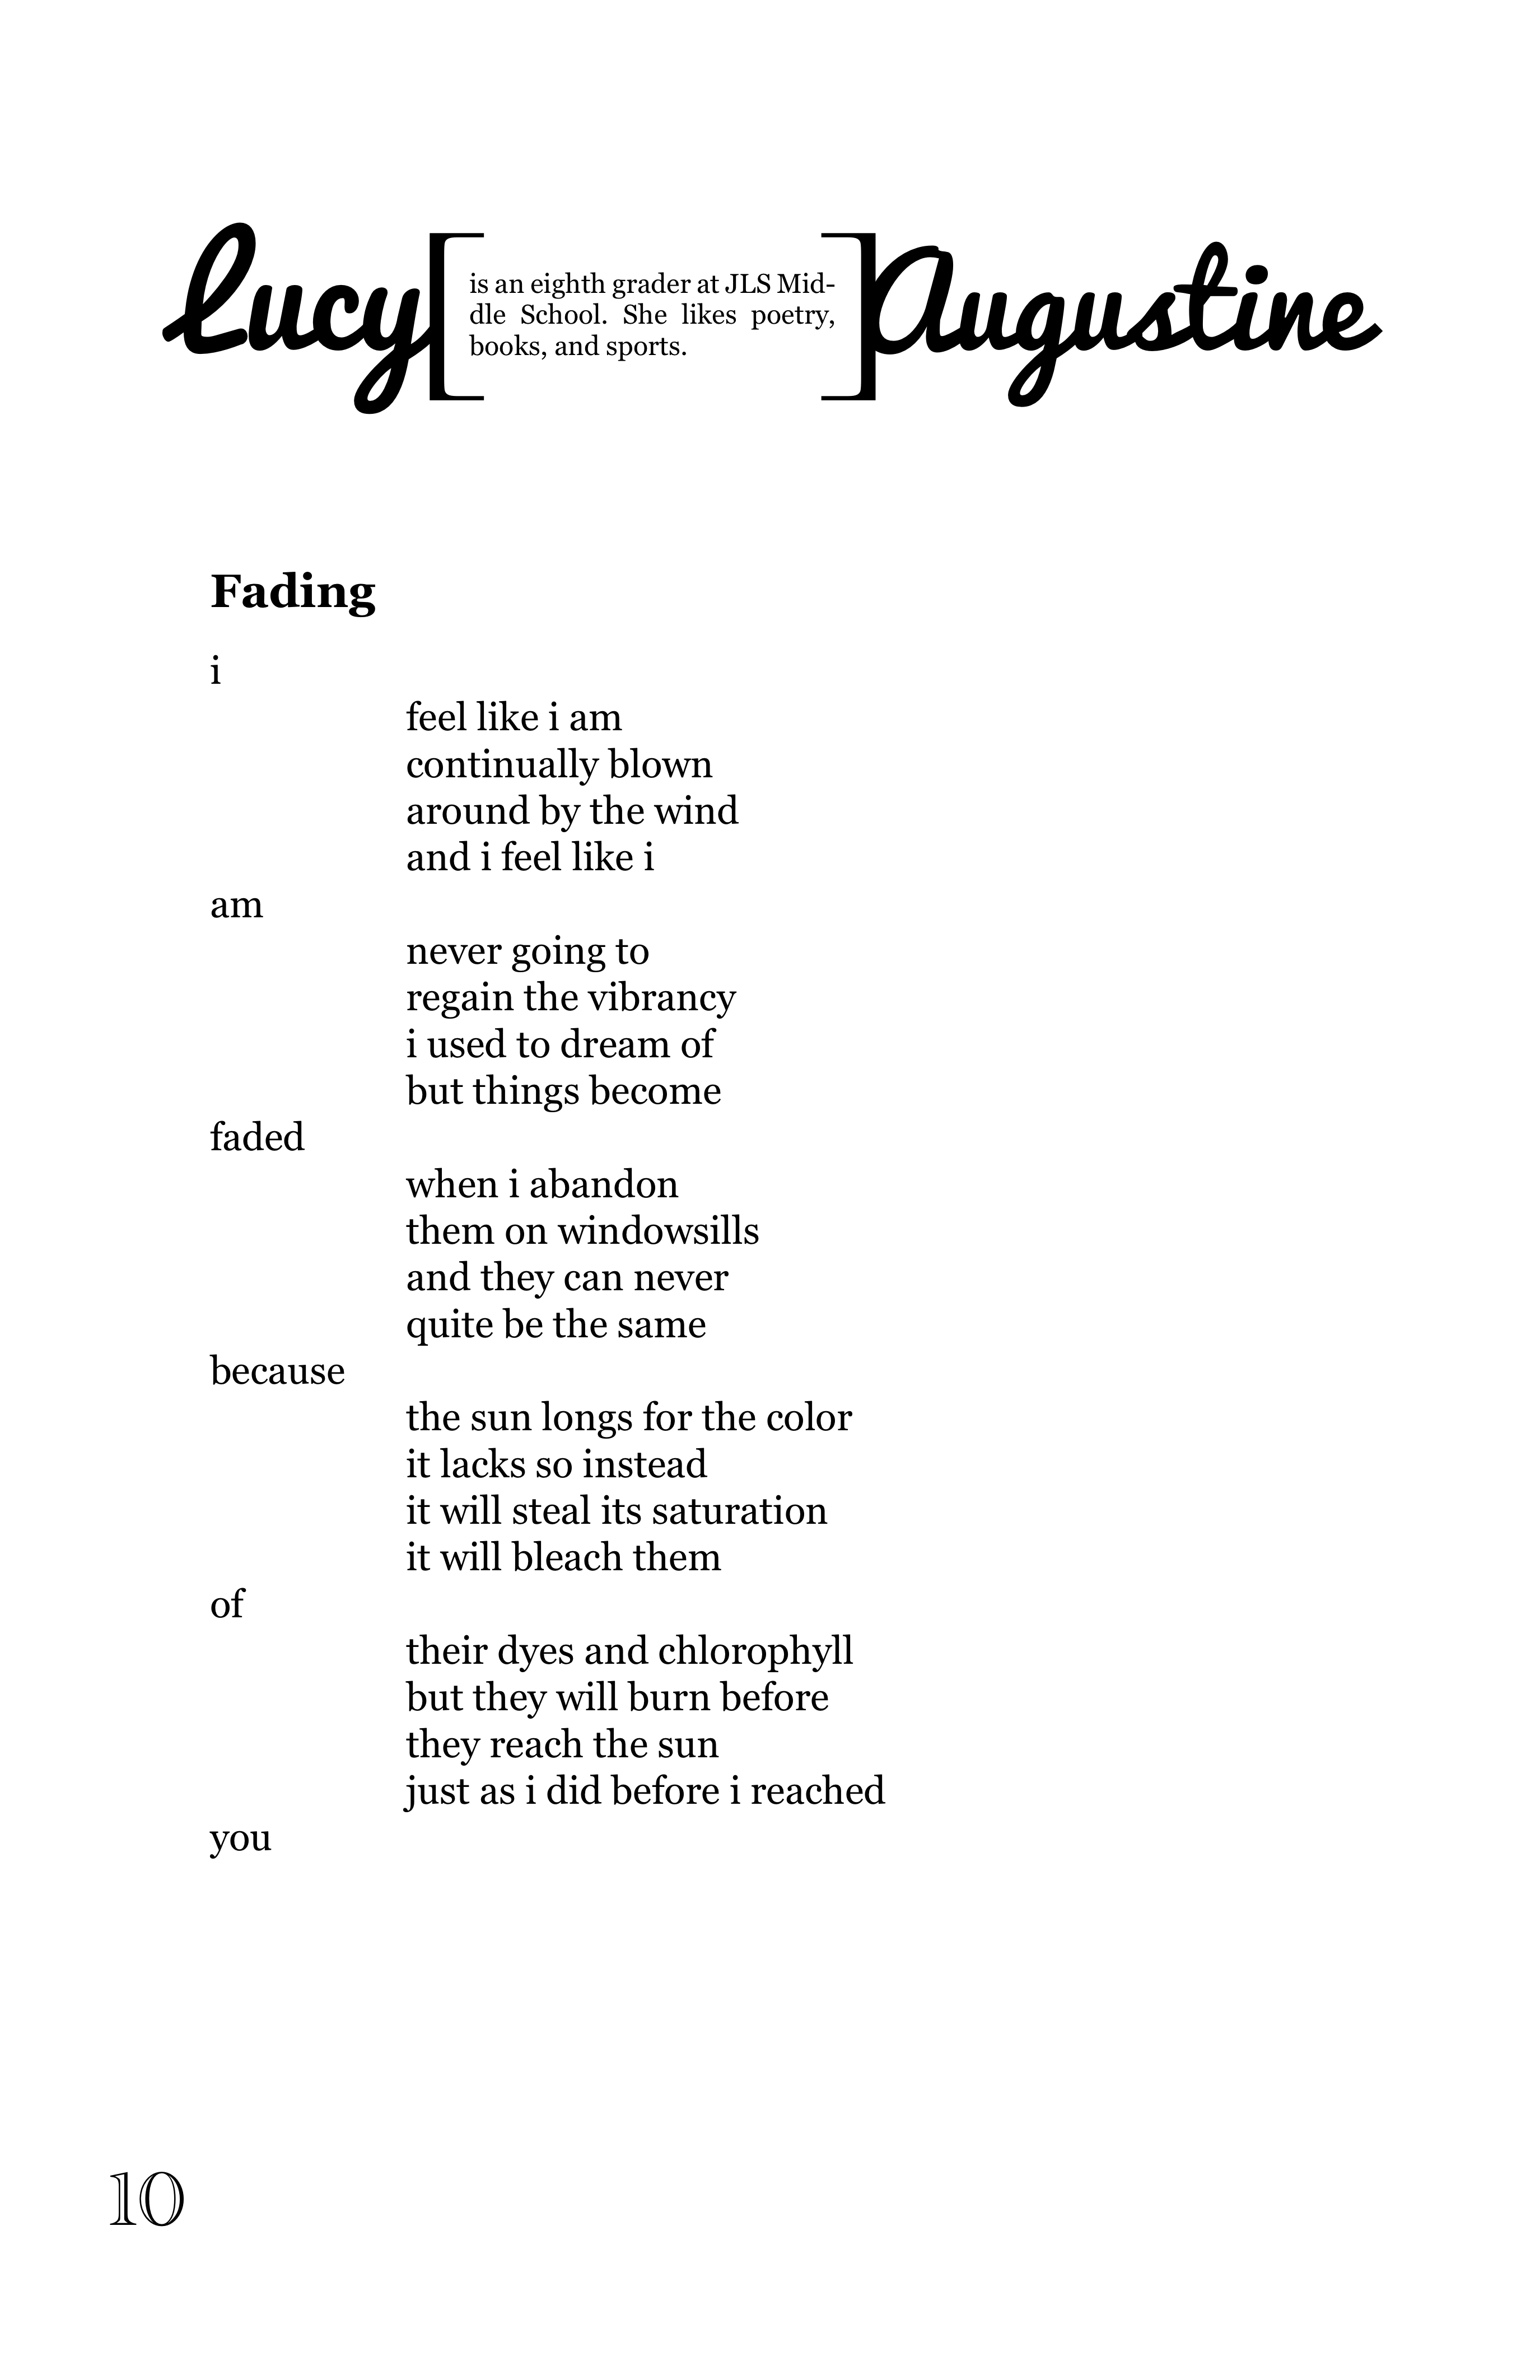 Lucy
is an eighth grader at JLS Mid-
dle School. She likes poetry,
books, and sports.
Augustine
Fading
i
feel like i am
continually blown
around by the wind
and i feel like i
am
never going to
regain the vibrancy
i used to dream of
but things become
faded
when i abandon
them on windowsills
and they can never
quite be the same
because
the sun longs for the color
it lacks so instead
it will steal its saturation
it will bleach them
of
their dyes and chlorophyll
but they will burn before
they reach the sun
just as i did before i reached
you
10